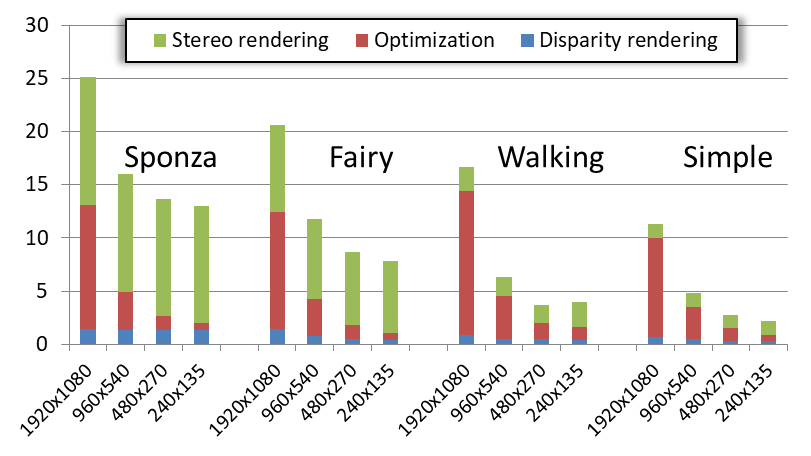 30
Stereo rendering Optimization Disparity rendering
25
20
Sponza Fairy Walking Simple
15
10
5
0
1920x1080 960x540 480x270 240x135 1920x1080 960x540 480x270 240x135 1920x1080 960x540 480x270 240x135 1920x1080 960x540 480x270 240x135